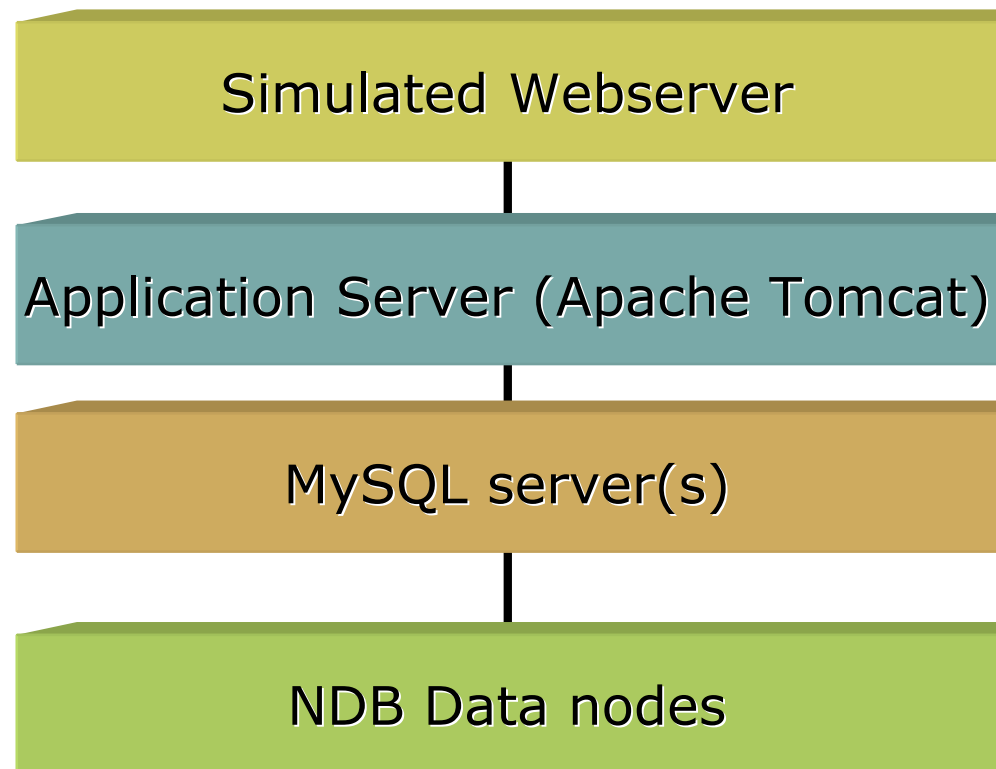 Simulated Webserver
Application Server (Apache Tomcat)
MySQL server(s)
NDB Data nodes